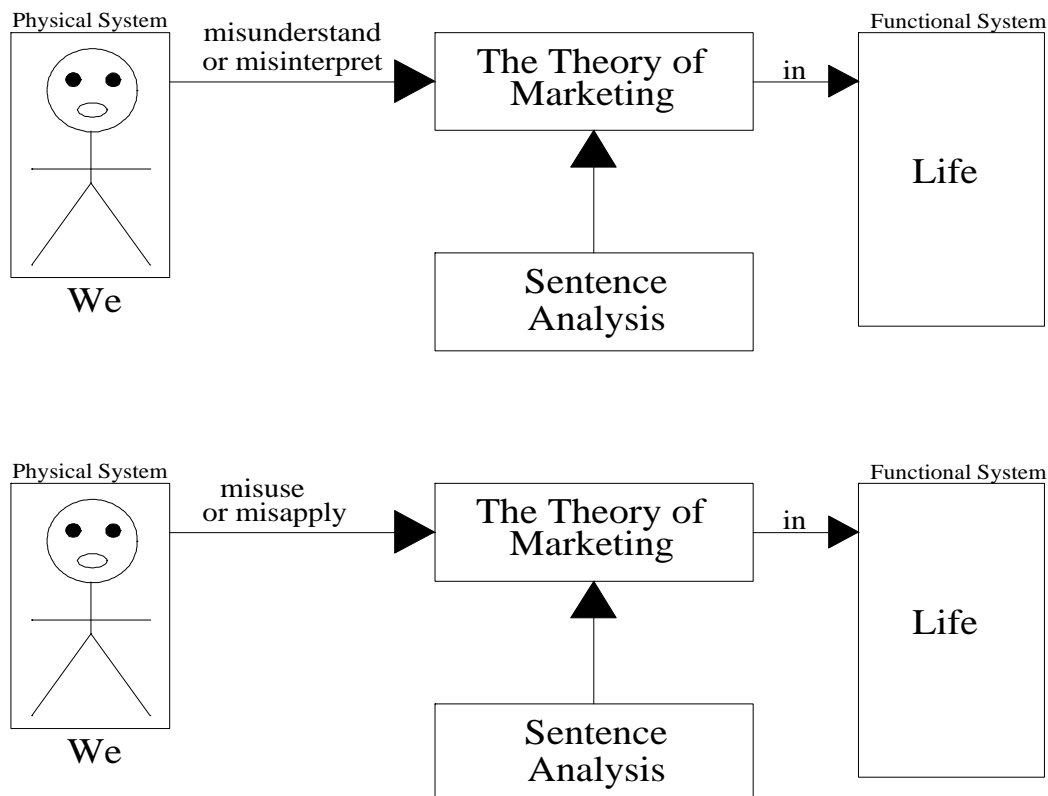 Physical System
Functional System
misunderstand
or misinterpret
The Theory of
Marketing
in
Life
Sentence
Analysis
We
Physical System
Functional System
misuse
or misapply
The Theory of
Marketing
in
Life
Sentence
Analysis
We